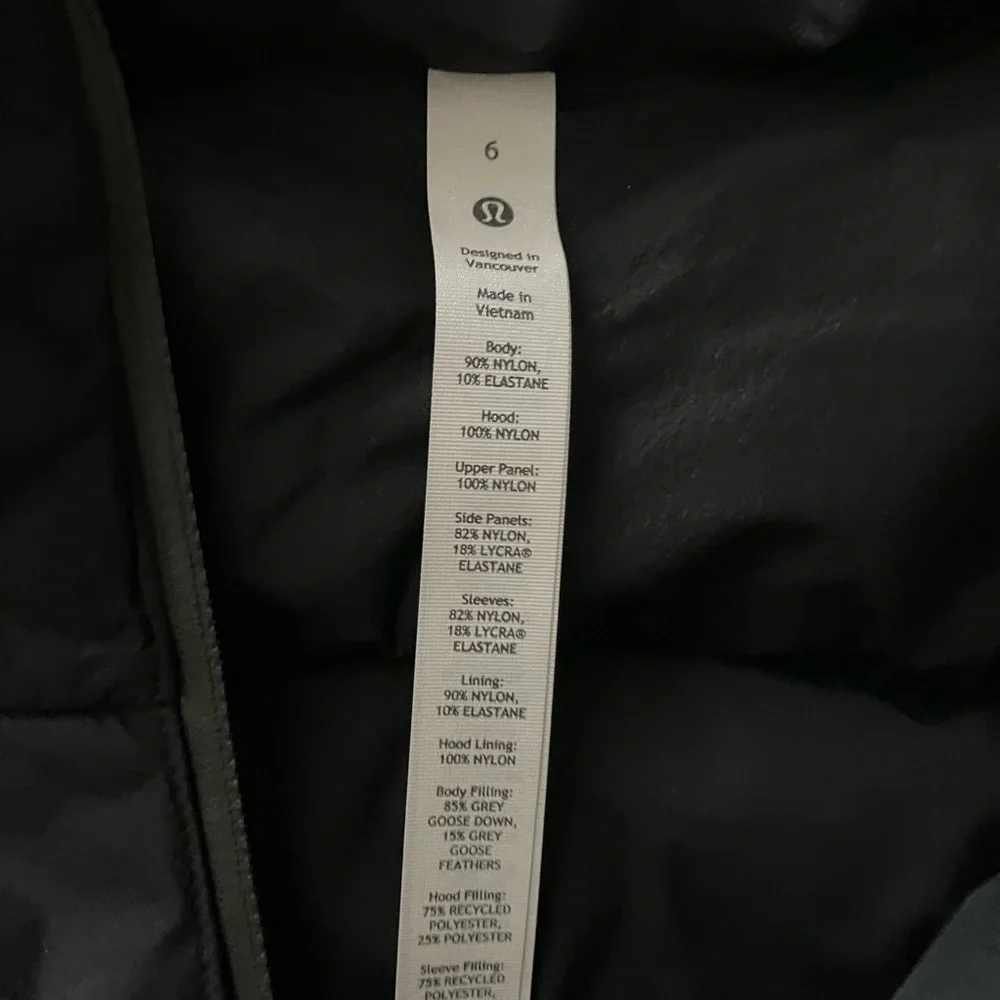 6
Designed in
Vancouver
Made in
Vietnam
Body:
90% NYLON,
10% ELASTANE
Hood:
100% NYLON
Upper Panel:
100% NYLON
Side Panels:
82% NYLON,
18% LYCRA®
ELASTANE
Sleeves:
82% NYLON,
18% LYCRA®
ELASTANE
Lining:
90% NYLON,
10% ELASTANE
Hood Lining:
100% NYLON
Body Filling:
85% GREY
GOOSE DOWN,
15% GREY
GOOSE
FEATHERS
Hood Filling:
75% RECYCLED
POLYESTER,
25% POLYESTER
Sleeve Filling:
75% RECYCLED
POLYESTER,